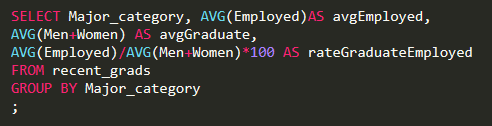 SELECT Major_category, AVG(Employed)AS avgEmployed,
AVG(Men+Women) AS avgGraduate,
AVG(Employed)/AVG(Men+Women)*100 AS rateGraduateEmployed
FROM recent_grads
GROUP BY Major_category
;